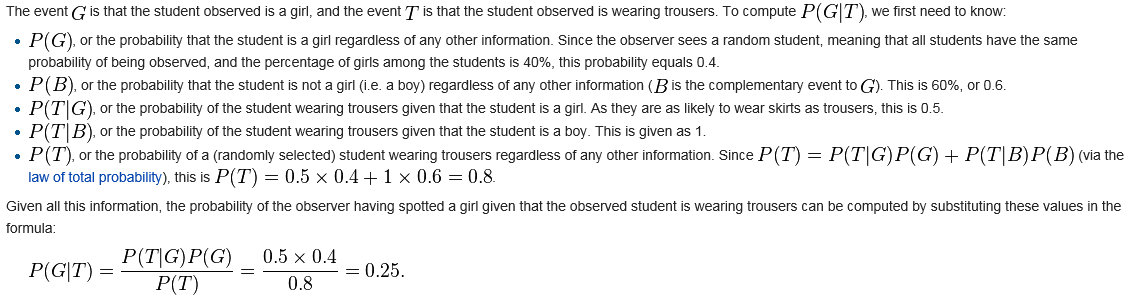 The event G is that the student observed is a girl, and the event T is that the student observed is wearing trousers. To compute P(G|T), we first need to know:
• P(G), or the probability that the student is a girl regardless of any other information. Since the observer sees a random student, meaning that all students have the same
probability of being observed, and the percentage of girls among the students is 40%, this probability equals 0.4.
• P(B), or the probability that the student is not a girl (i.e. a boy) regardless of any other information (B is the complementary event to G). This is 60%, or 0.6.
• P(T|G), or the probability of the student wearing trousers given that the student is a girl. As they are as likely to wear skirts as trousers, this is 0.5.
• P(T|B), or the probability of the student wearing trousers given that the student is a boy. This is given as 1.
• P(T), or the probability of a (randomly selected) student wearing trousers regardless of any other information. Since P(T) = P(T|G)P(G) + P(T|B)P(B) (via the
law of total probability), this is P(T) = 0.5 × 0.4 + 1 × 0.6 = 0.8.
Given all this information, the probability of the observer having spotted a girl given that the observed student is wearing trousers can be computed by substituting these values in the
formula:
P(G|T) = P(T|G)P(G) / P(T) = 0.5 × 0.4 / 0.8 = 0.25.